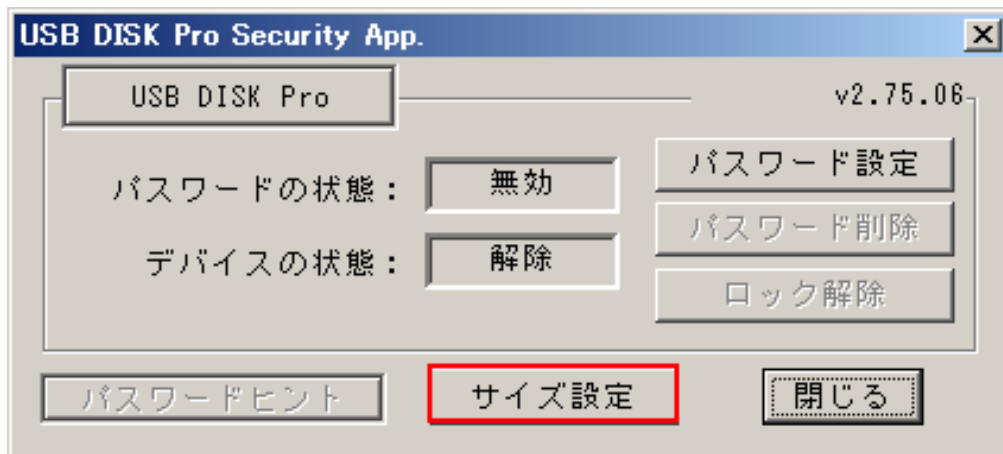 USB DISK Pro Security App.
USB DISK Pro
v2.75.06
パスワードの状態：
無効
パスワード設定
パスワード削除
デバイスの状態：
解除
ロック解除
パスワードヒント
サイズ設定
閉じる